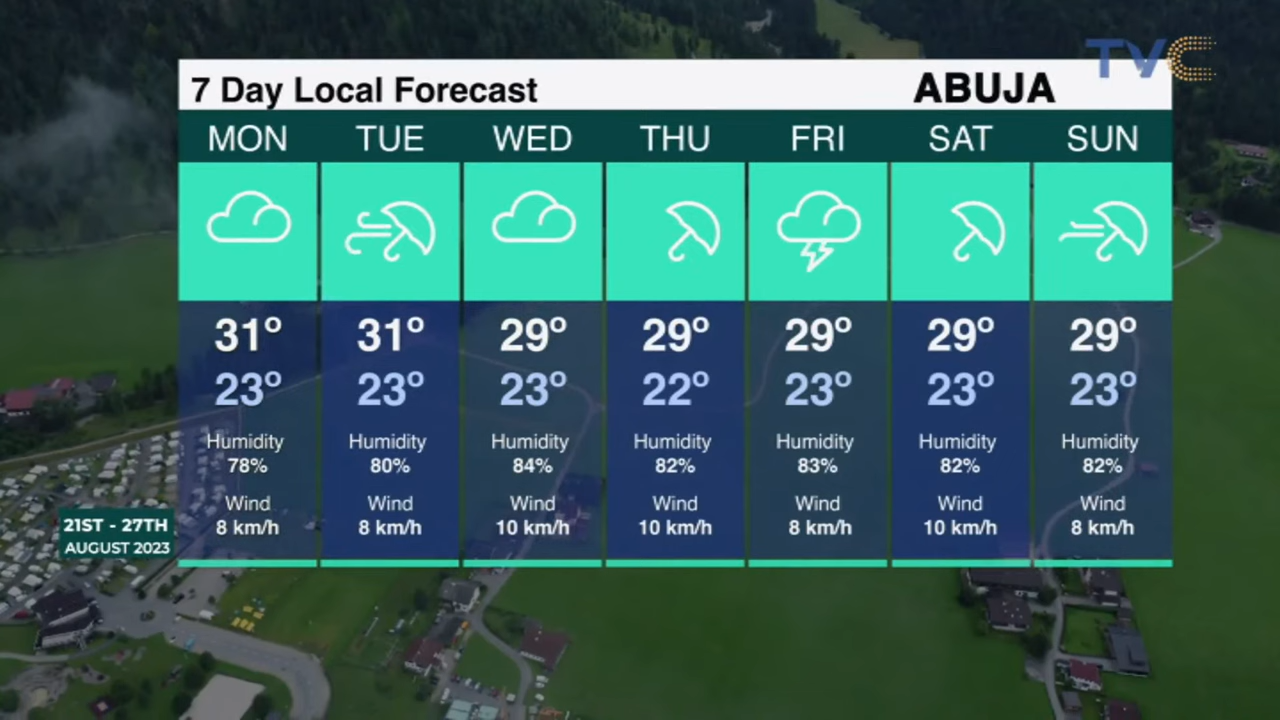 TVC
7 Day Local Forecast ABUJA
MON TUE WED THU FRI SAT SUN
31° 31° 29° 29° 29° 29° 29°
23° 23° 23° 22° 23° 23° 23°
Humidity Humidity Humidity Humidity Humidity Humidity Humidity
78% 80% 84% 82% 83% 82% 82%
Wind Wind Wind Wind Wind Wind Wind
8 km/h 8 km/h 10 km/h 10 km/h 8 km/h 10 km/h 8 km/h
21ST - 27TH
AUGUST 2023